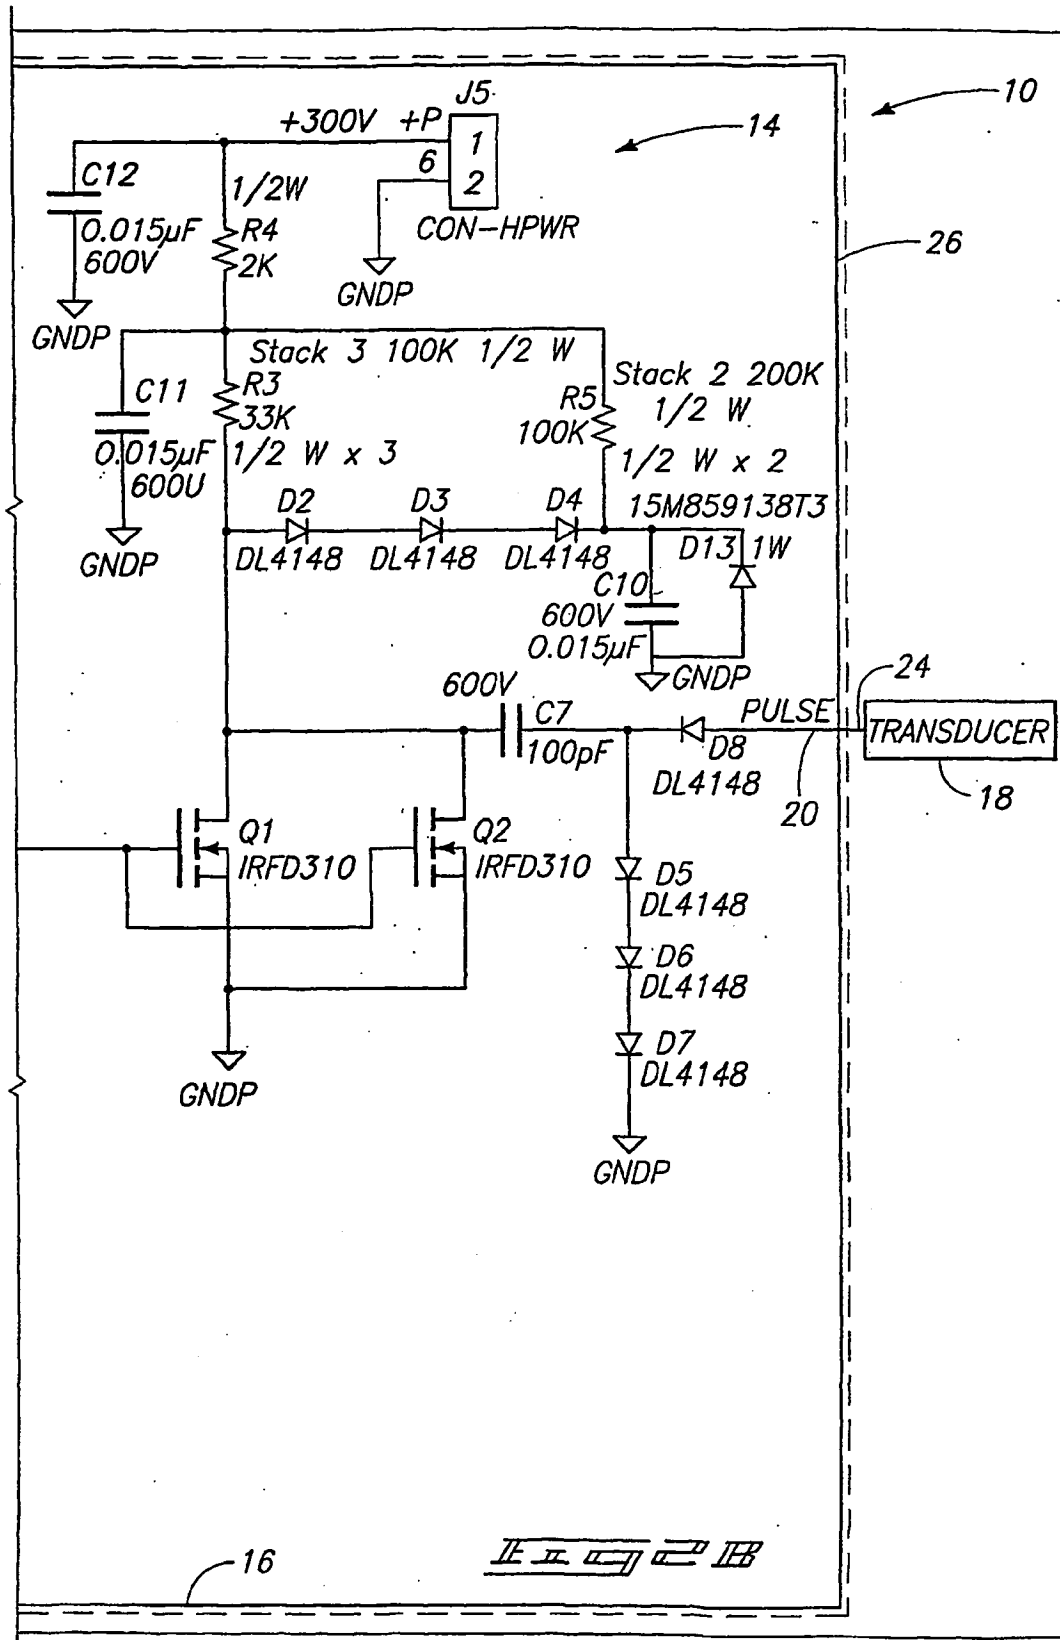 J5
10
+300V +P
1
14
6
2
C12
1/2W
CON-HPWR
0.015µF
R4
26
600V
2K
GNDP
GNDP
Stack 3 100K 1/2 W
C11
R3
Stack 2 200K
33K
R5
1/2 W
100K
0.015µF
1/2 W x 3
1/2 W x 2
600U
D2
D3
D4
15M859138T3
GNDP
DL4148
DL4148
DL4148
D13
1W
C10
600V
0.015µF
GNDP
24
600V
C7
PULSE
TRANSDUCER
100pF
D8
DL4148
18
20
Q1
Q2
IRFD310
IRFD310
D5
DL4148
D6
DL4148
D7
DL4148
GNDP
GNDP
Fig 2B
16